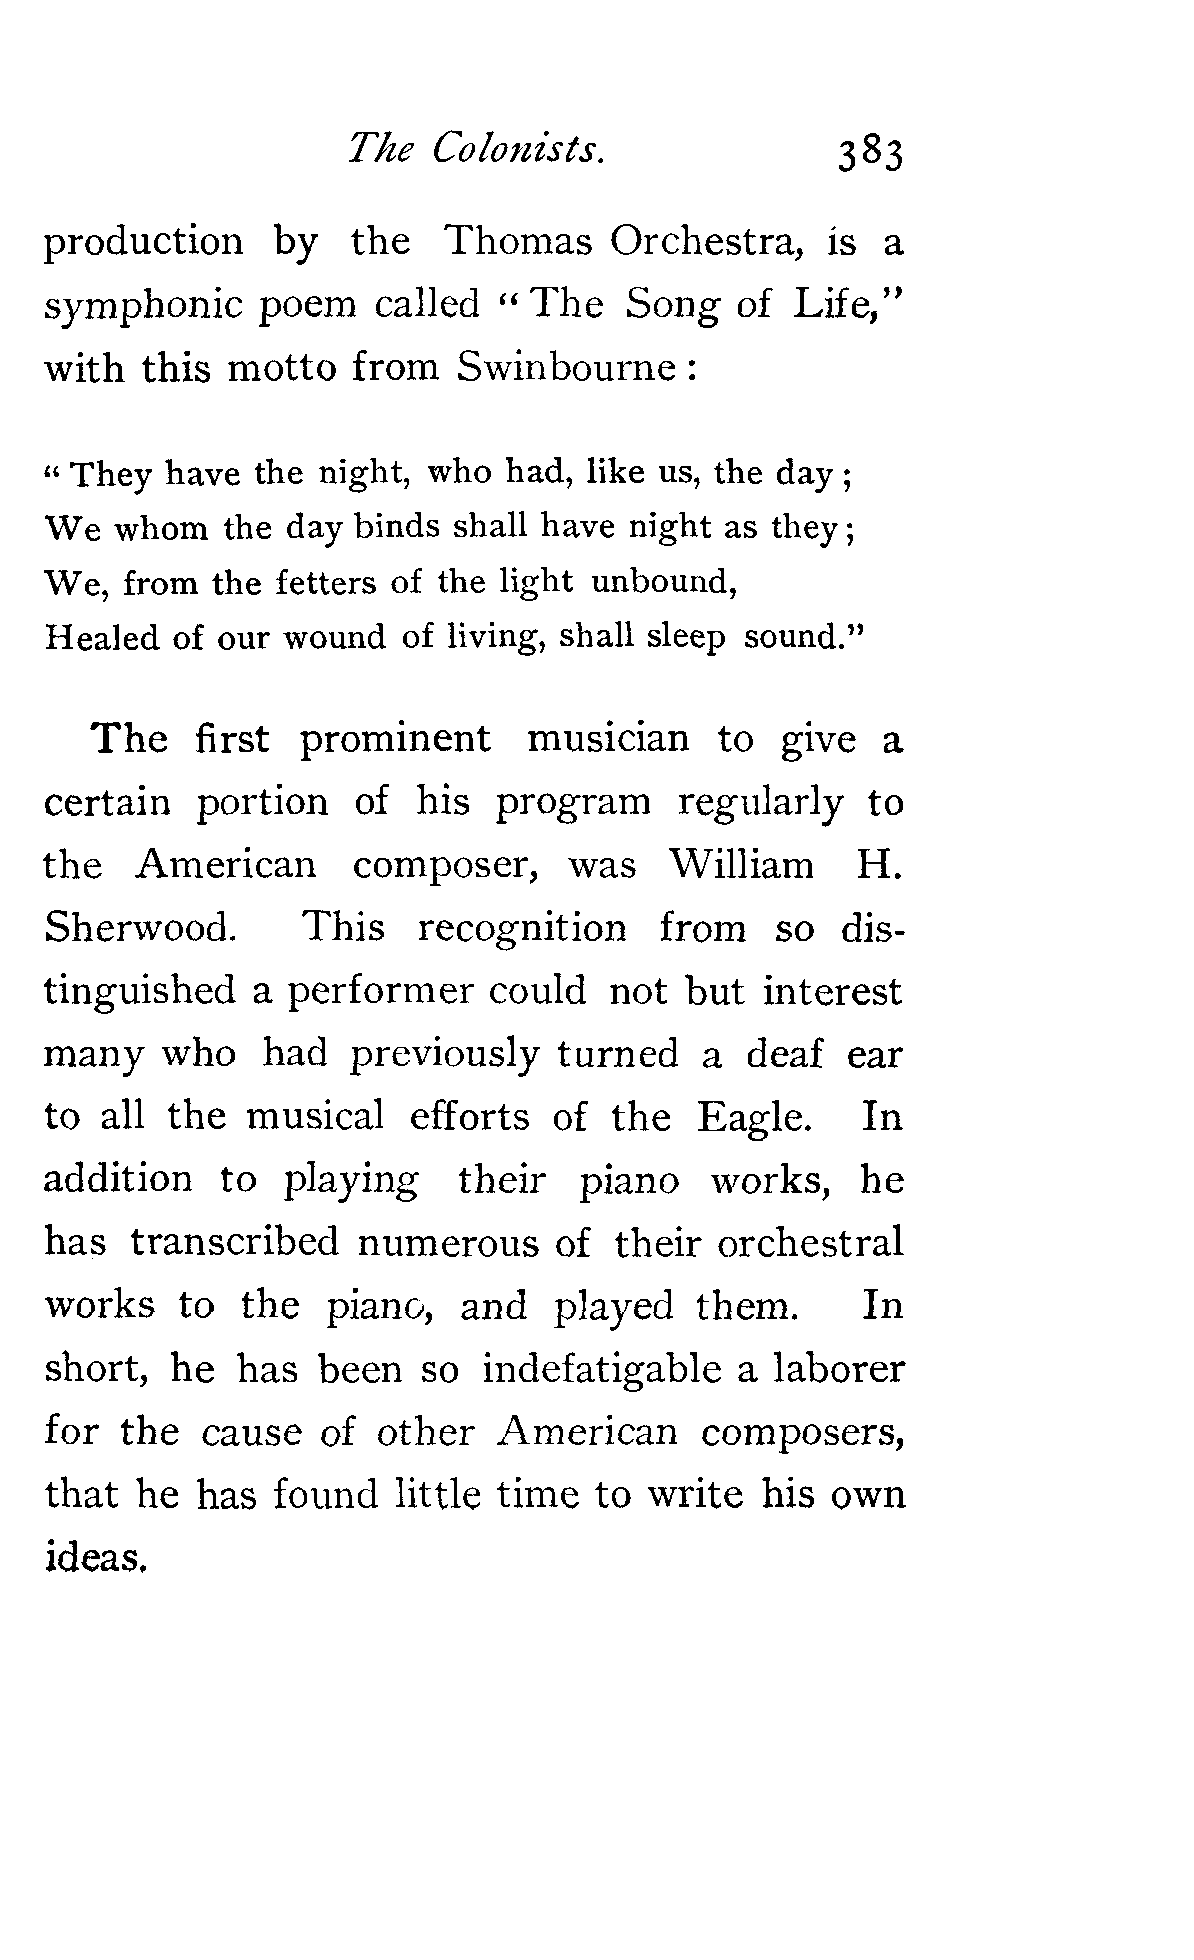 The Colonists. 383
production by the Thomas Orchestra, is a
symphonic poem called “ The Song of Life,”
with this motto from Swinbourne :
“ They have the night, who had, like us, the day ;
We whom the day binds shall have night as they ;
We, from the fetters of the light unbound,
Healed of our wound of living, shall sleep sound.”
The first prominent musician to give a
certain portion of his program regularly to
the American composer, was William H.
Sherwood. This recognition from so dis-
tinguished a performer could not but interest
many who had previously turned a deaf ear
to all the musical efforts of the Eagle. In
addition to playing their piano works, he
has transcribed numerous of their orchestral
works to the piano, and played them. In
short, he has been so indefatigable a laborer
for the cause of other American composers,
that he has found little time to write his own
ideas.